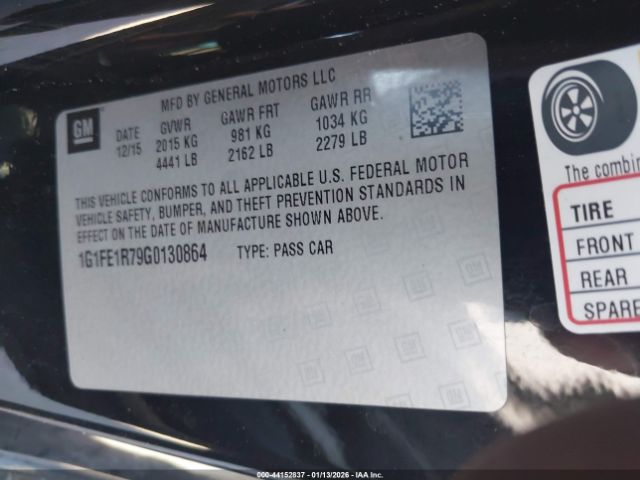 GM
MFD BY GENERAL MOTORS LLC
DATE GVWR GAWR FRT GAWR RR
12/15 2015 KG 981 KG 1034 KG
4441 LB 2162 LB 2279 LB
THIS VEHICLE CONFORMS TO ALL APPLICABLE U.S. FEDERAL MOTOR
VEHICLE SAFETY, BUMPER, AND THEFT PREVENTION STANDARDS IN
EFFECT ON THE DATE OF MANUFACTURE SHOWN ABOVE.
1G1FE1R79G0130864 TYPE: PASS CAR
The combin
TIRE
FRONT
REAR
SPARE
000-44152637 - 01/13/2026 - IAA Inc.